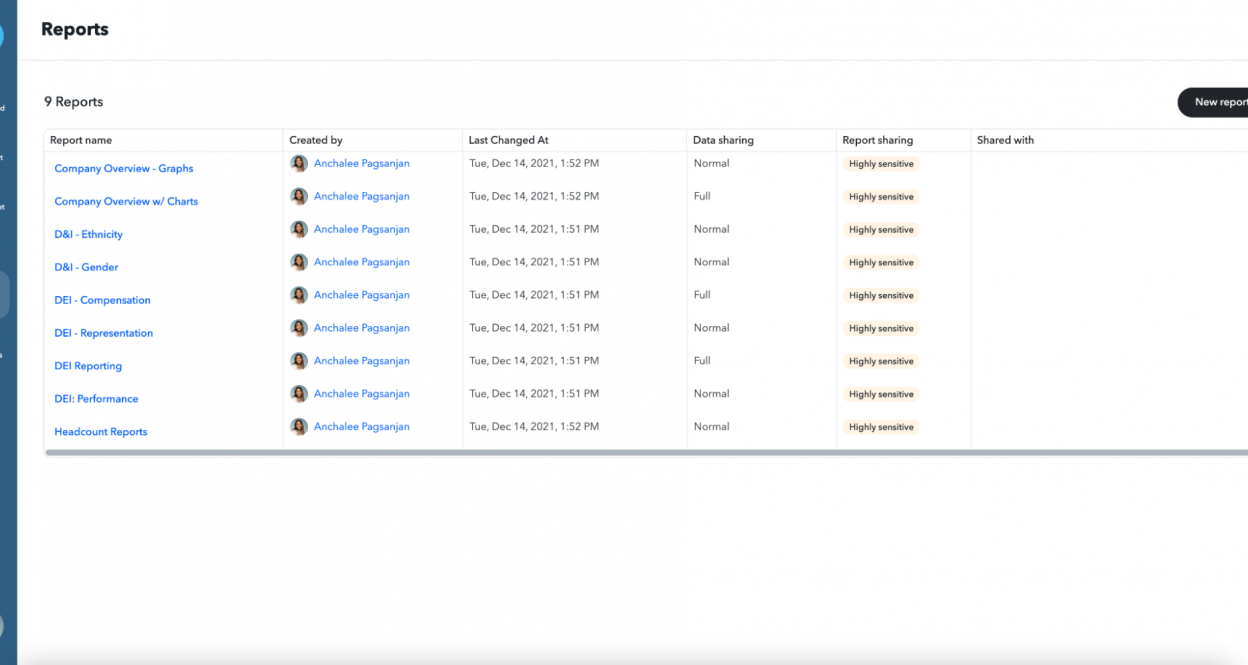 Reports
9 Reports
New report
Report name Created by Last Changed At Data sharing Report sharing Shared with
Company Overview - Graphs Anchalee Pagsanjan Tue, Dec 14, 2021, 1:52 PM Normal Highly sensitive
Company Overview w/ Charts Anchalee Pagsanjan Tue, Dec 14, 2021, 1:52 PM Full Highly sensitive
D&I - Ethnicity Anchalee Pagsanjan Tue, Dec 14, 2021, 1:51 PM Normal Highly sensitive
D&I - Gender Anchalee Pagsanjan Tue, Dec 14, 2021, 1:51 PM Normal Highly sensitive
DEI - Compensation Anchalee Pagsanjan Tue, Dec 14, 2021, 1:51 PM Full Highly sensitive
DEI - Representation Anchalee Pagsanjan Tue, Dec 14, 2021, 1:51 PM Normal Highly sensitive
DEI Reporting Anchalee Pagsanjan Tue, Dec 14, 2021, 1:51 PM Full Highly sensitive
DEI: Performance Anchalee Pagsanjan Tue, Dec 14, 2021, 1:51 PM Normal Highly sensitive
Headcount Reports Anchalee Pagsanjan Tue, Dec 14, 2021, 1:52 PM Normal Highly sensitive